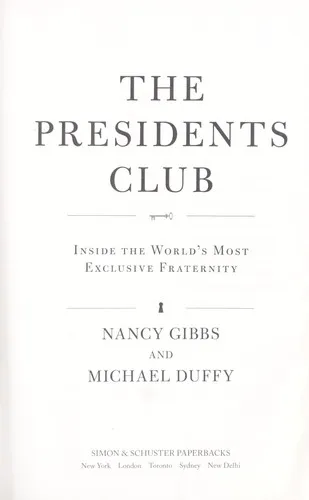 THE
PRESIDENTS
CLUB
INSIDE THE WORLD'S MOST
EXCLUSIVE FRATERNITY
NANCY GIBBS
AND
MICHAEL DUFFY
SIMON & SCHUSTER PAPERBACKS
New York London Toronto Sydney New Delhi